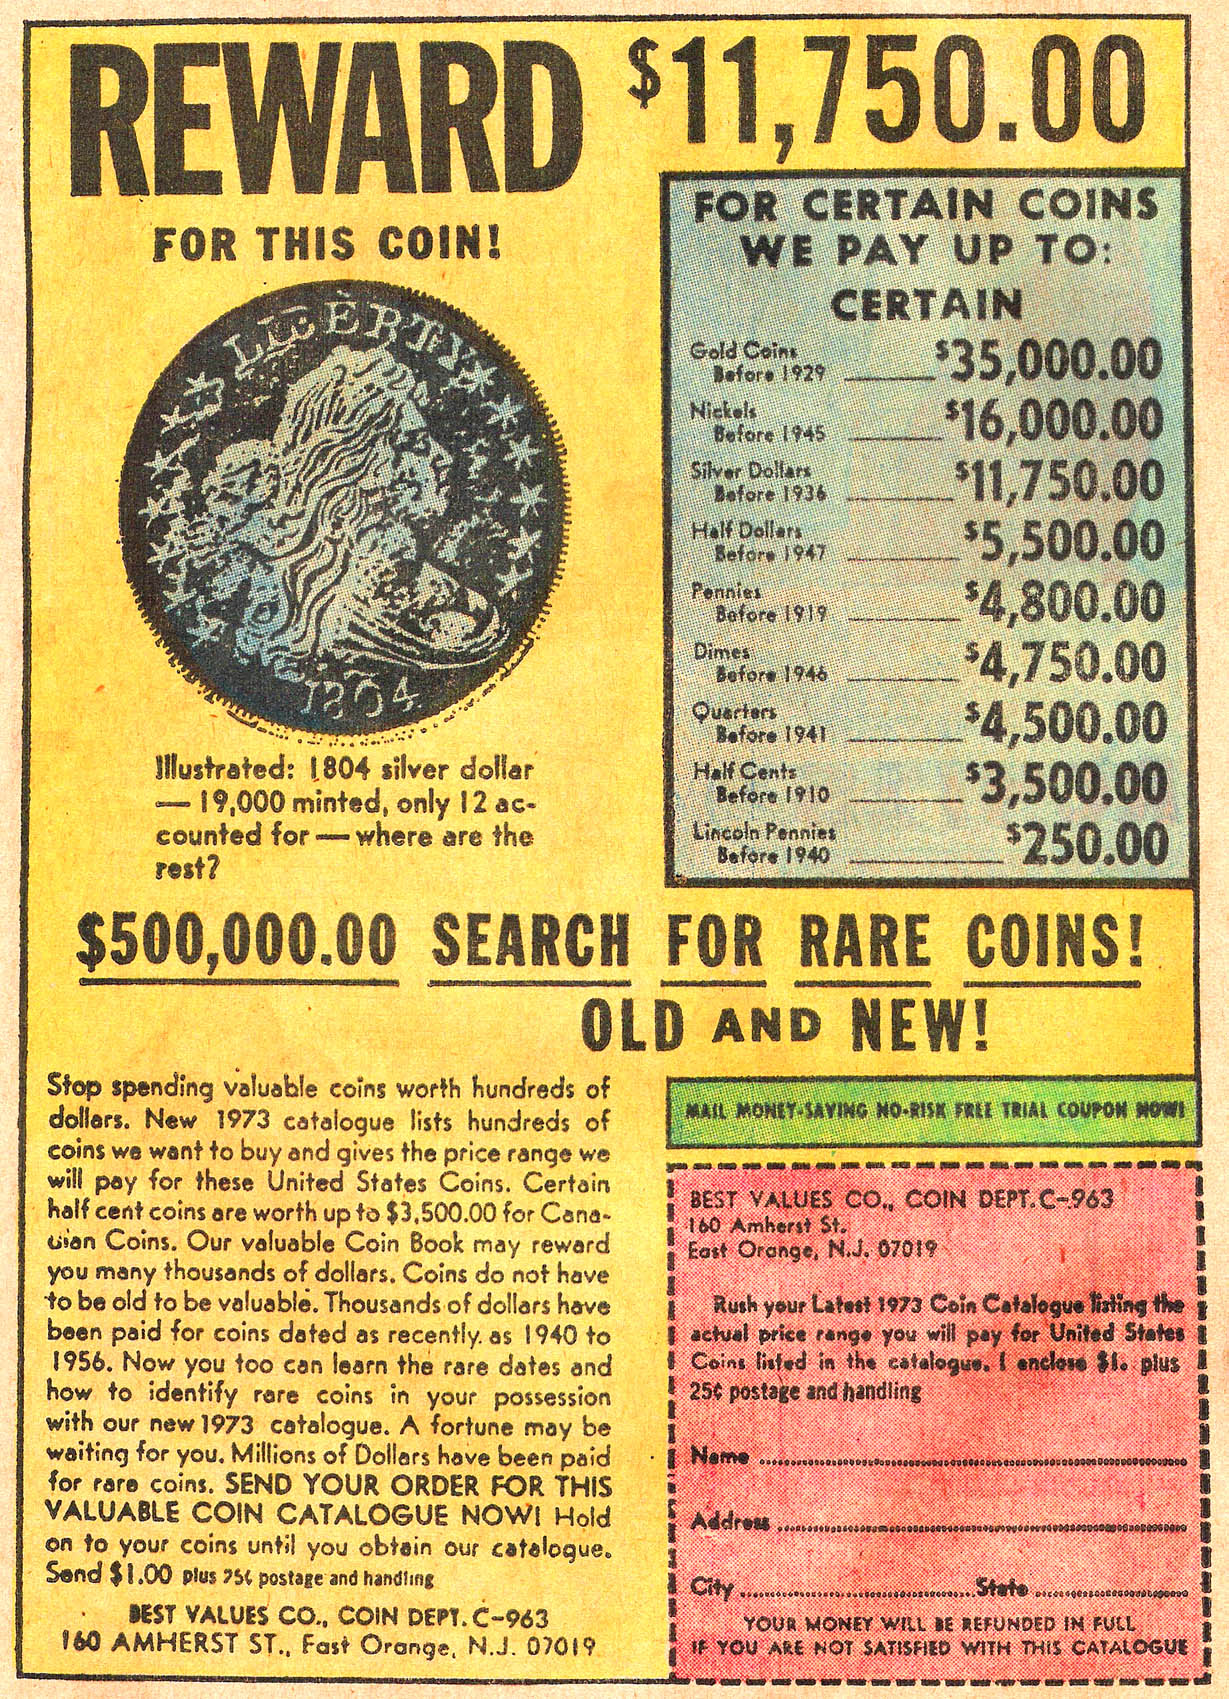 REWARD $11,750.00
FOR THIS COIN!
LIBERTY
1804
Illustrated: 1804 silver dollar
— 19,000 minted, only 12 ac-
counted for — where are the
rest?
FOR CERTAIN COINS
WE PAY UP TO:
CERTAIN
Gold Coins
Before 1929 $35,000.00
Nickels
Before 1945 $16,000.00
Silver Dollars
Before 1936 $11,750.00
Half Dollars
Before 1947 $5,500.00
Pennies
Before 1919 $4,800.00
Dimes
Before 1946 $4,750.00
Quarters
Before 1941 $4,500.00
Half Cents
Before 1910 $3,500.00
Lincoln Pennies
Before 1940 $250.00
$500,000.00 SEARCH FOR RARE COINS!
OLD AND NEW!
Stop spending valuable coins worth hundreds of
dollars. New 1973 catalogue lists hundreds of
coins we want to buy and gives the price range we
will pay for these United States Coins. Certain
half cent coins are worth up to $3,500.00 for Cana-
dian Coins. Our valuable Coin Book may reward
you many thousands of dollars. Coins do not have
to be old to be valuable. Thousands of dollars have
been paid for coins dated as recently as 1940 to
1956. Now you too can learn the rare dates and
how to identify rare coins in your possession
with our new 1973 catalogue. A fortune may be
waiting for you. Millions of Dollars have been paid
for rare coins. SEND YOUR ORDER FOR THIS
VALUABLE COIN CATALOGUE NOW! Hold
on to your coins until you obtain our catalogue.
Send $1.00 plus 25¢ postage and handling
BEST VALUES CO., COIN DEPT. C-963
160 AMHERST ST., East Orange, N.J. 07019
MAIL MONEY-SAVING NO-RISK FREE TRIAL COUPON NOW!
BEST VALUES CO., COIN DEPT. C-963
160 Amherst St.
East Orange, N.J. 07019
Rush your Latest 1973 Coin Catalogue listing the
actual price range you will pay for United States
Coins listed in the catalogue. I enclose $1. plus
25¢ postage and handling
Name
Address
City State
YOUR MONEY WILL BE REFUNDED IN FULL
IF YOU ARE NOT SATISFIED WITH THIS CATALOGUE